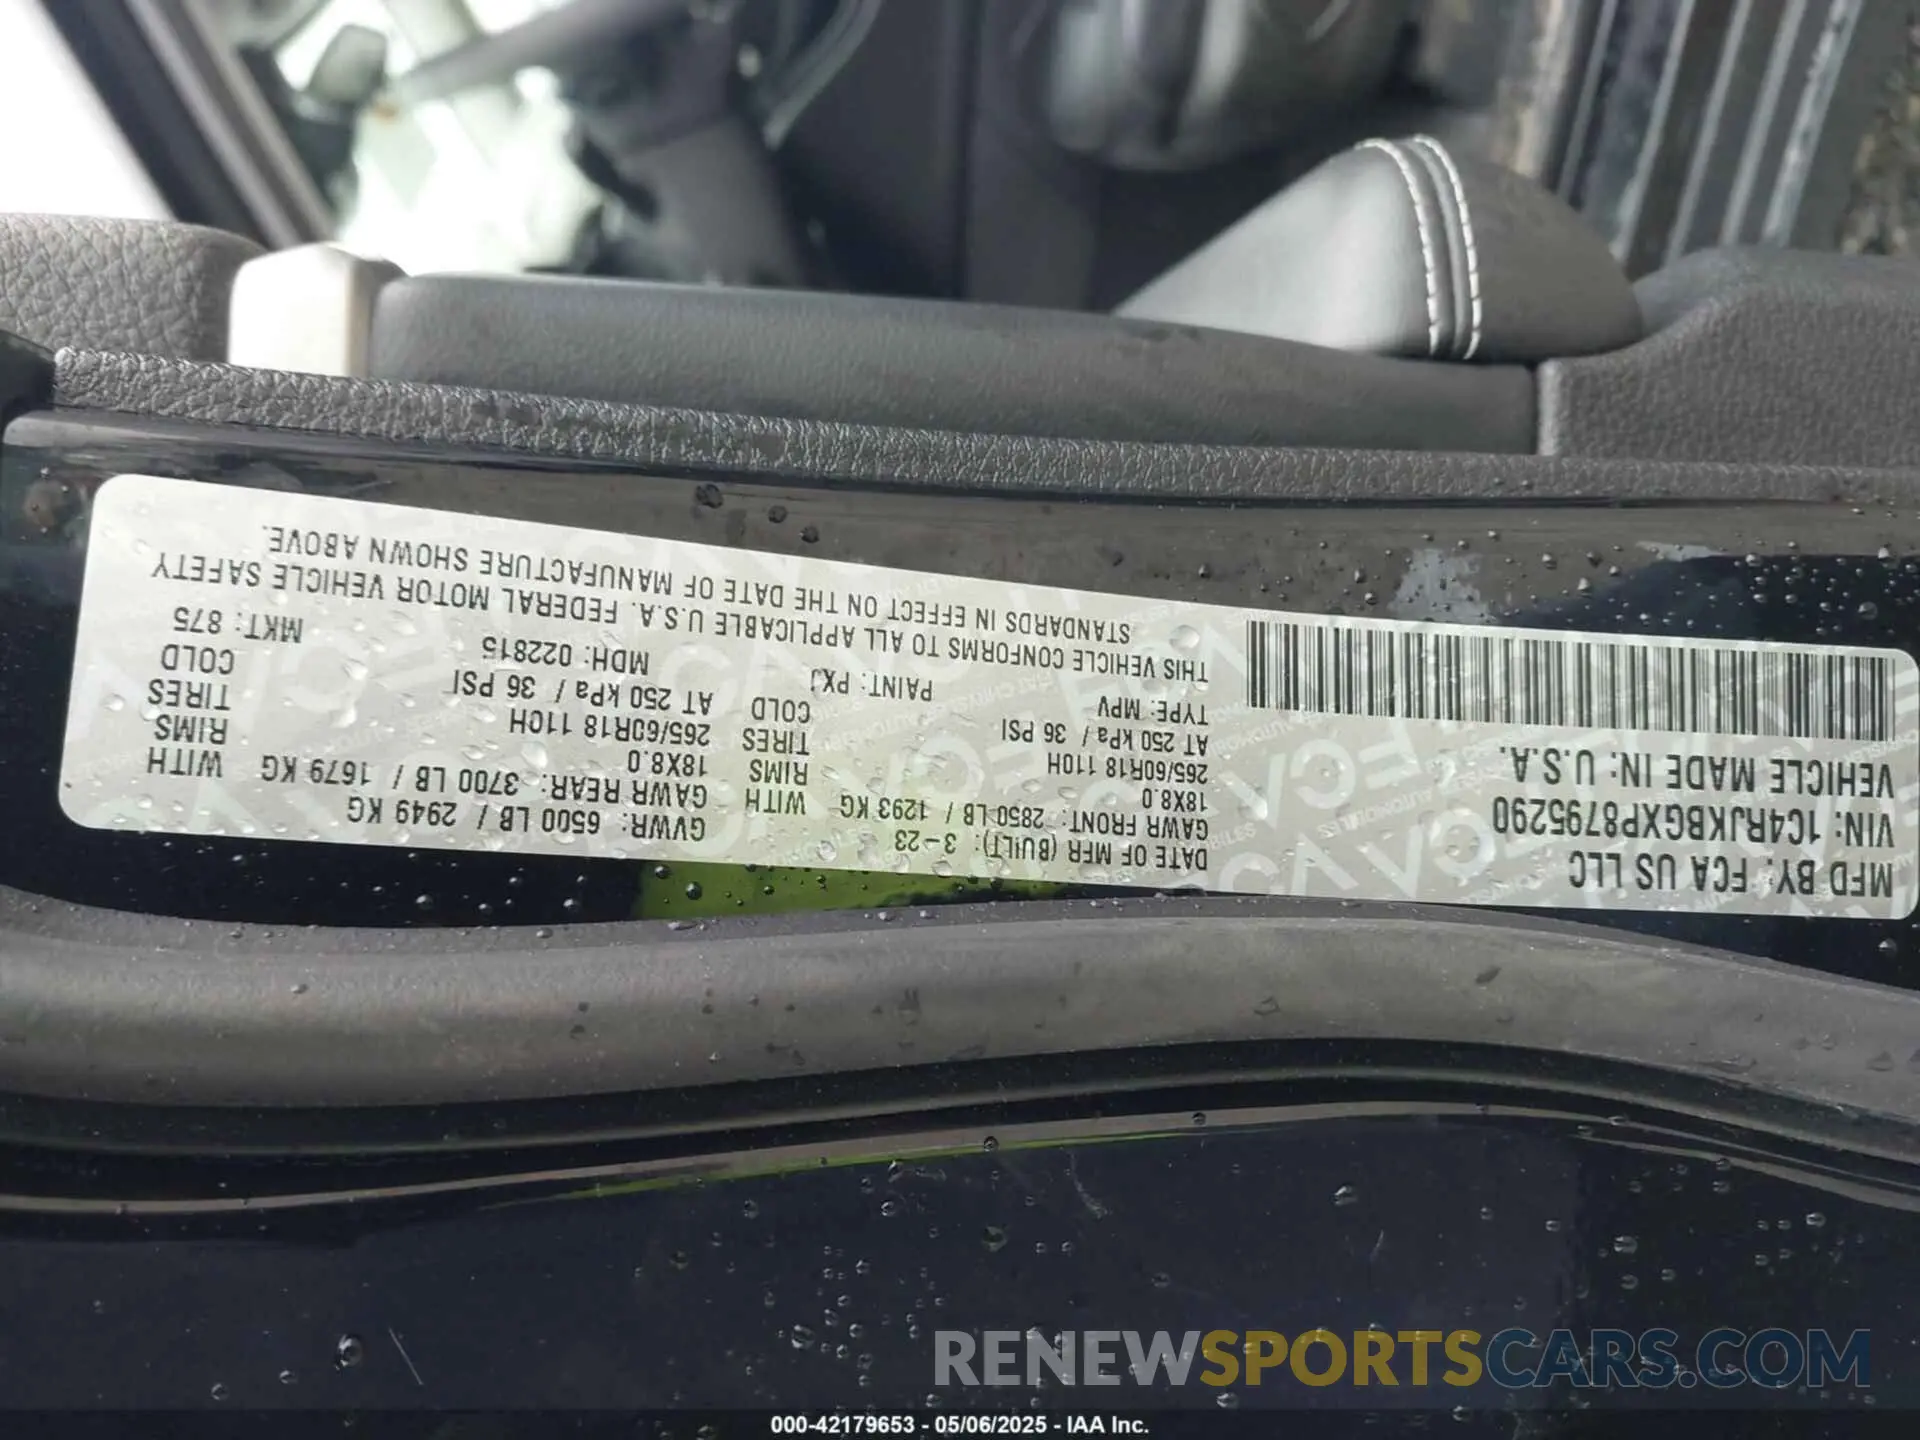 MFD BY: FCA US LLC
VIN: 1C4RJKBGXP8795290
VEHICLE MADE IN: U.S.A.
DATE OF MFR (BUILT): 3-23 GVWR: 6500 LB / 2949 KG
GAWR FRONT: 2850 LB / 1293 KG WITH GAWR REAR: 3700 LB / 1679 KG WITH
18X8.0 RIMS 18X8.0 RIMS
265/60R18 110H TIRES 265/60R18 110H TIRES
AT 250 kPa / 36 PSI COLD AT 250 kPa / 36 PSI COLD
TYPE: MPV PAINT: PXJ MDH: 022815 MKT: 875
THIS VEHICLE CONFORMS TO ALL APPLICABLE U.S.A. FEDERAL MOTOR VEHICLE SAFETY
STANDARDS IN EFFECT ON THE DATE OF MANUFACTURE SHOWN ABOVE.
RENEWSPORTSCARS.COM
000-42179653 - 05/06/2025 - IAA Inc.